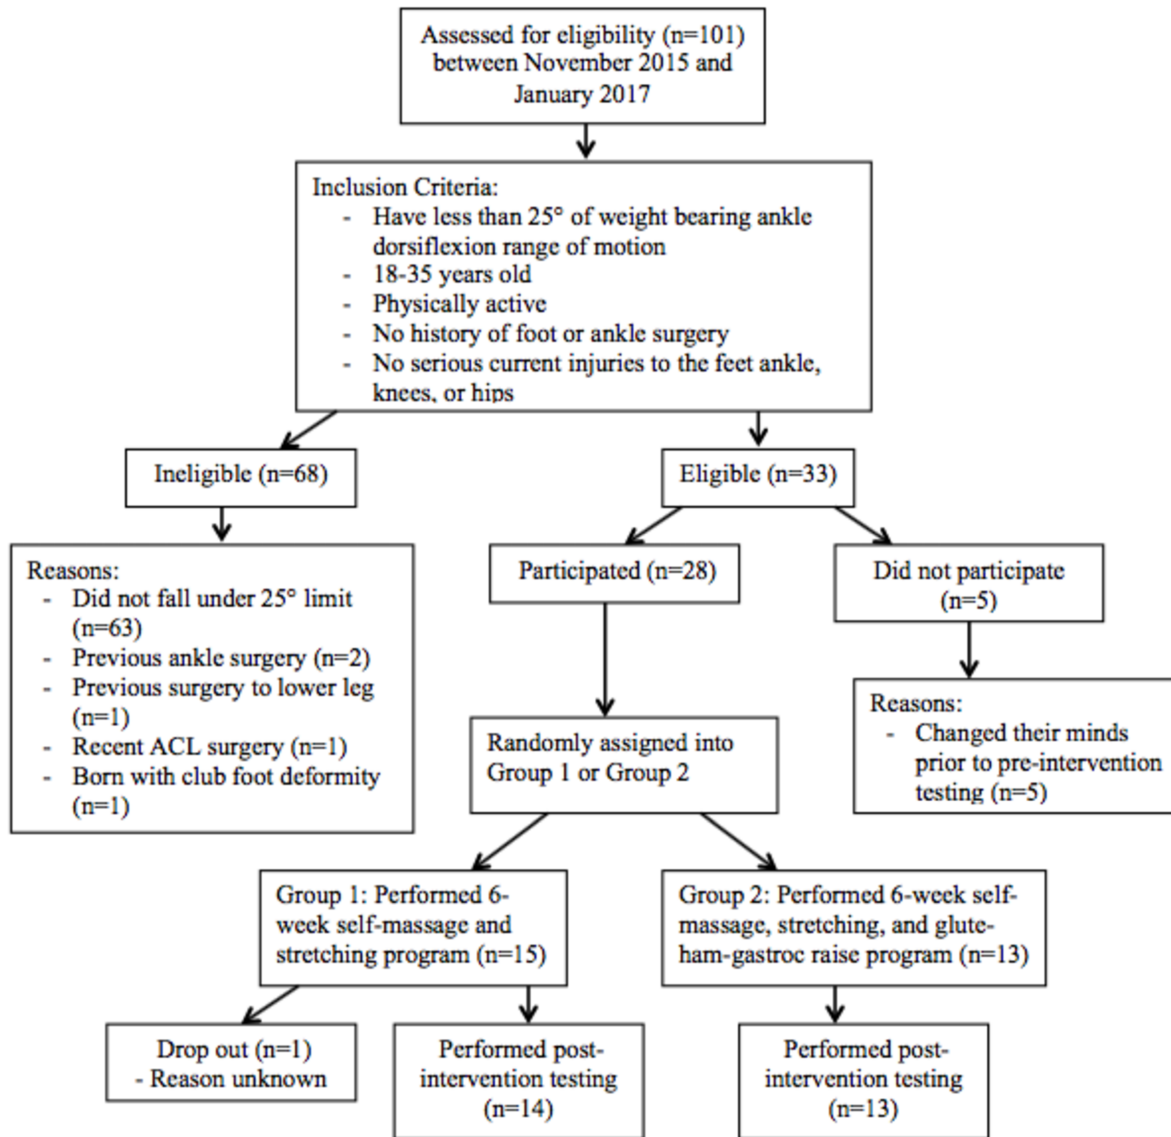 Assessed for eligibility (n=101)
between November 2015 and
January 2017
Inclusion Criteria:
- Have less than 25° of weight bearing ankle
dorsiflexion range of motion
- 18-35 years old
- Physically active
- No history of foot or ankle surgery
- No serious current injuries to the feet ankle,
knees, or hips
Ineligible (n=68)
Eligible (n=33)
Reasons:
- Did not fall under 25° limit
(n=63)
- Previous ankle surgery (n=2)
- Previous surgery to lower leg
(n=1)
- Recent ACL surgery (n=1)
- Born with club foot deformity
(n=1)
Participated (n=28)
Did not participate
(n=5)
Reasons:
- Changed their minds
prior to pre-intervention
testing (n=5)
Randomly assigned into
Group 1 or Group 2
Group 1: Performed 6-
week self-massage and
stretching program (n=15)
Group 2: Performed 6-week self-
massage, stretching, and glute-
ham-gastroc raise program (n=13)
Drop out (n=1)
- Reason unknown
Performed post-
intervention testing
(n=14)
Performed post-
intervention testing
(n=13)